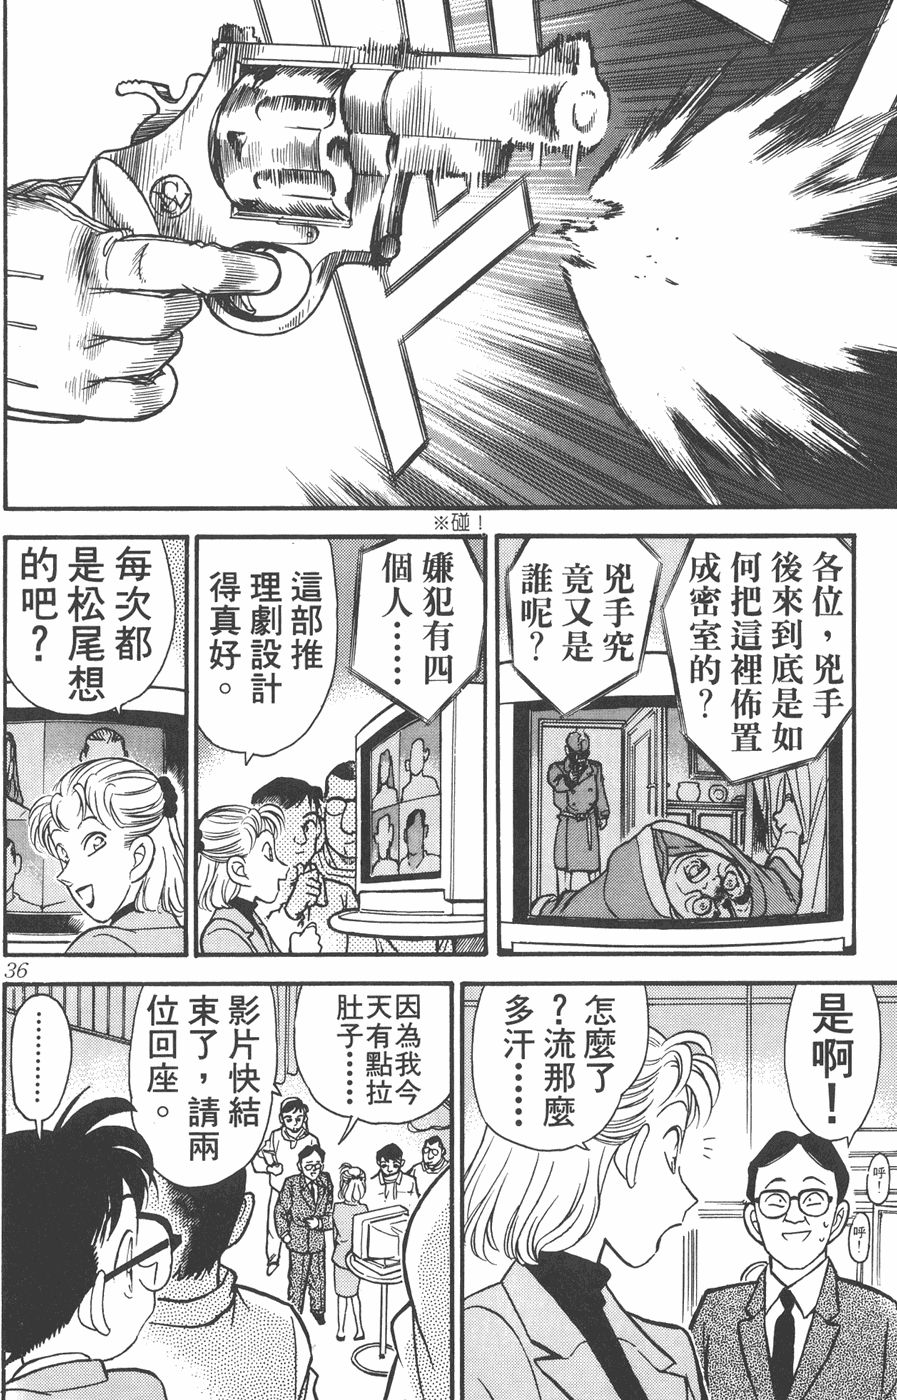 ※碰！
各位，兇手
後來到底是如
何把這裡佈置
成密室的？
兇手究
竟又是
誰呢？
嫌犯有四
個人……
這部推
理劇設計
得真好。
每次都
是松尾想
的吧？
36
是啊！
呼！
呼！
怎麼了
？流那麼
多汗……
因為我今
天有點拉
肚子……
影片快結
束了，請兩
位回座。
………